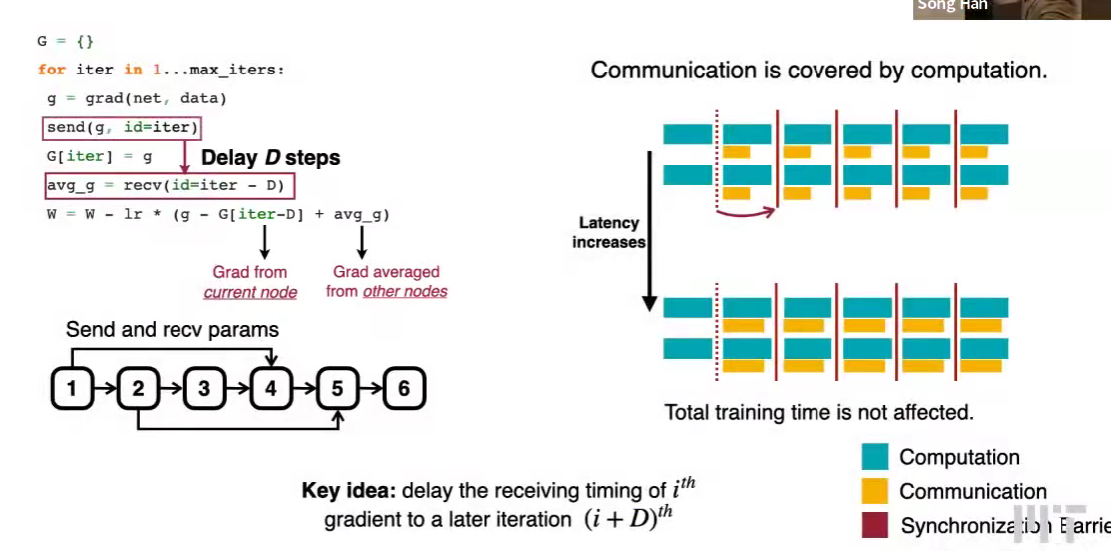 Song Han
G = {}
for iter in 1...max_iters:
g = grad(net, data)
send(g, id=iter)
G[iter] = g
Delay D steps
avg_g = recv(id=iter - D)
W = W - lr * (g - G[iter-D] + avg_g)
Grad from
current node
Grad averaged
from other nodes
Send and recv params
1 2 3 4 5 6
Communication is covered by computation.
Latency
increases
Total training time is not affected.
Computation
Communication
Synchronization Barrie
Key idea: delay the receiving timing of i^th
gradient to a later iteration (i + D)^th